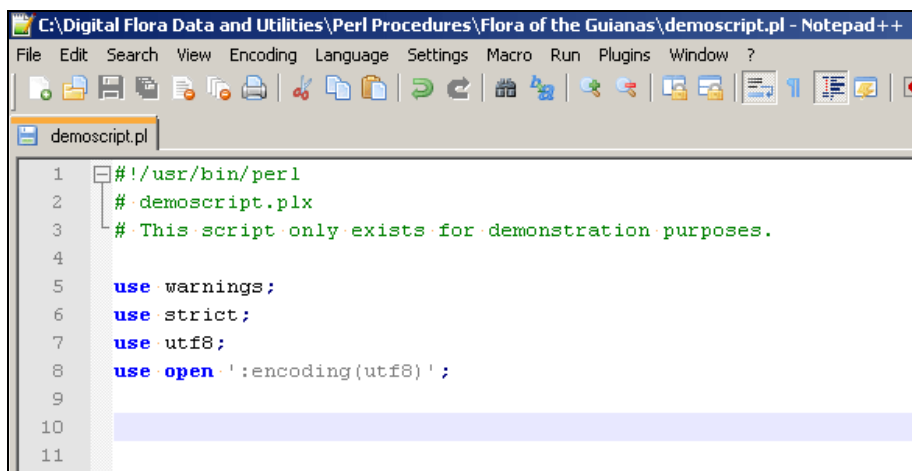 C:\Digital Flora Data and Utilities\Perl Procedures\Flora of the Guianas\demoscript.pl - Notepad++
File Edit Search View Encoding Language Settings Macro Run Plugins Window ?
demoscript.pl
1 #!/usr/bin/perl
2 # demoscript.plx
3 # This script only exists for demonstration purposes.
4
5 use warnings;
6 use strict;
7 use utf8;
8 use open ':encoding(utf8)';
9
10
11